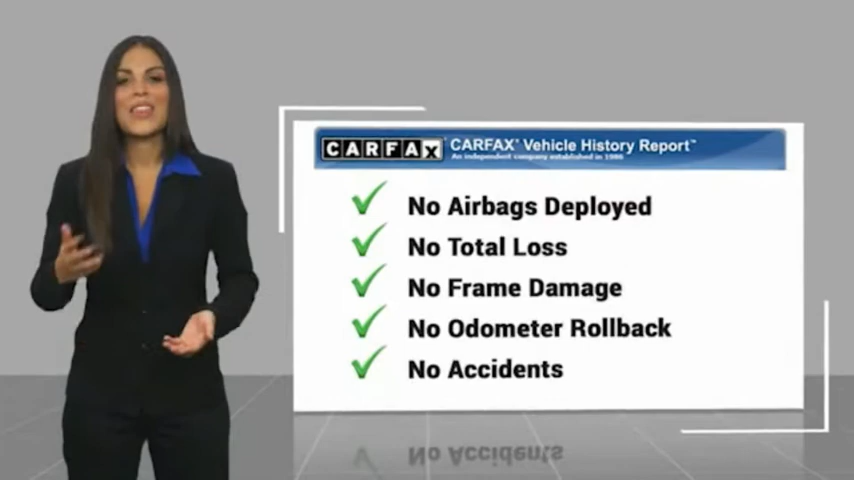 CARFAX CARFAX® Vehicle History Report™
An independent company established in 1986
No Airbags Deployed
No Total Loss
No Frame Damage
No Odometer Rollback
No Accidents
No Accidents